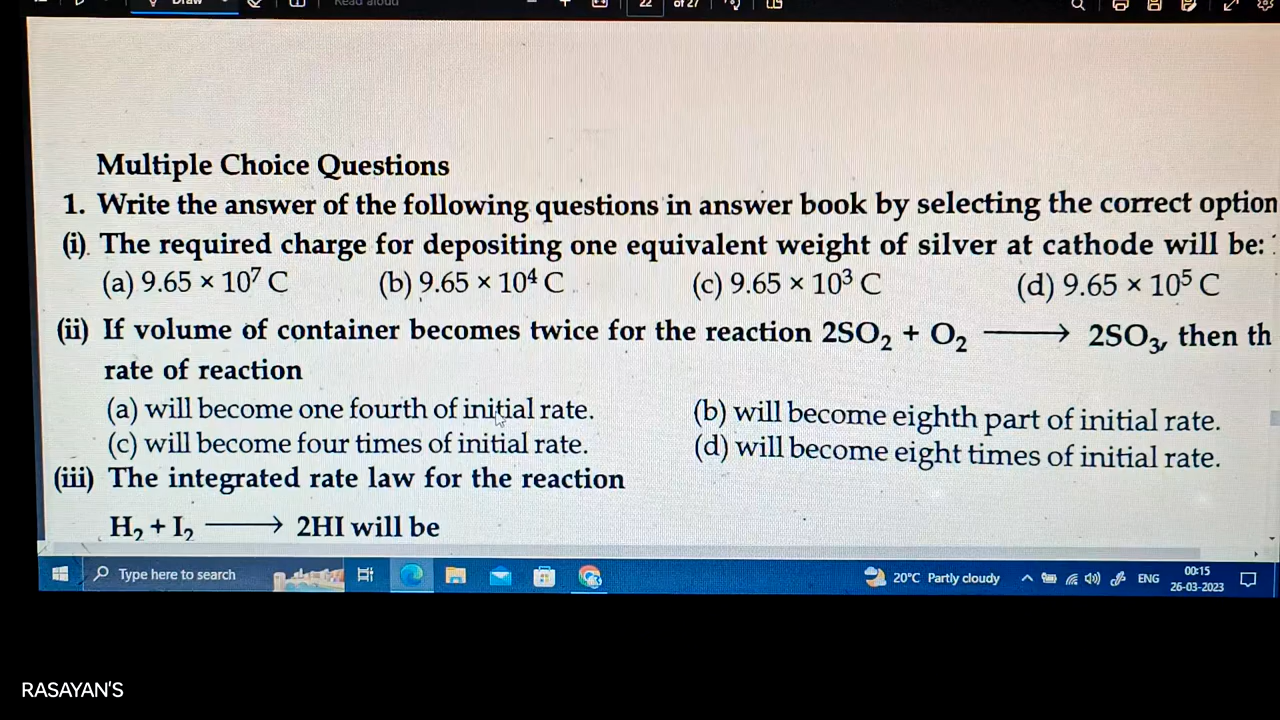 Draw
Read aloud
22
of 27
Multiple Choice Questions
1. Write the answer of the following questions in answer book by selecting the correct option
(i). The required charge for depositing one equivalent weight of silver at cathode will be:
(a) 9.65 × 10⁷ C (b) 9.65 × 10⁴ C (c) 9.65 × 10³ C (d) 9.65 × 10⁵ C
(ii) If volume of container becomes twice for the reaction 2SO₂ + O₂ ⟶ 2SO₃, then th
rate of reaction
(a) will become one fourth of initial rate. (b) will become eighth part of initial rate.
(c) will become four times of initial rate. (d) will become eight times of initial rate.
(iii) The integrated rate law for the reaction
H₂ + I₂ ⟶ 2HI will be
Type here to search
20°C Partly cloudy
ENG
00:15
26-03-2023
RASAYAN'S